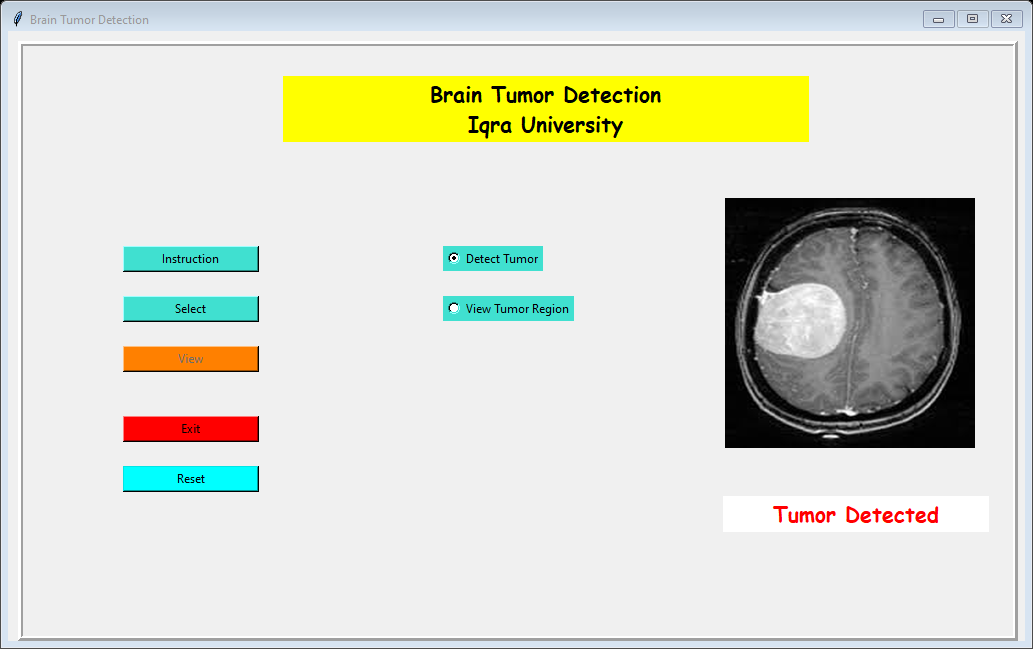 Brain Tumor Detection
Brain Tumor Detection
Iqra University
Instruction
Detect Tumor
Select
View Tumor Region
View
Exit
Reset
Tumor Detected